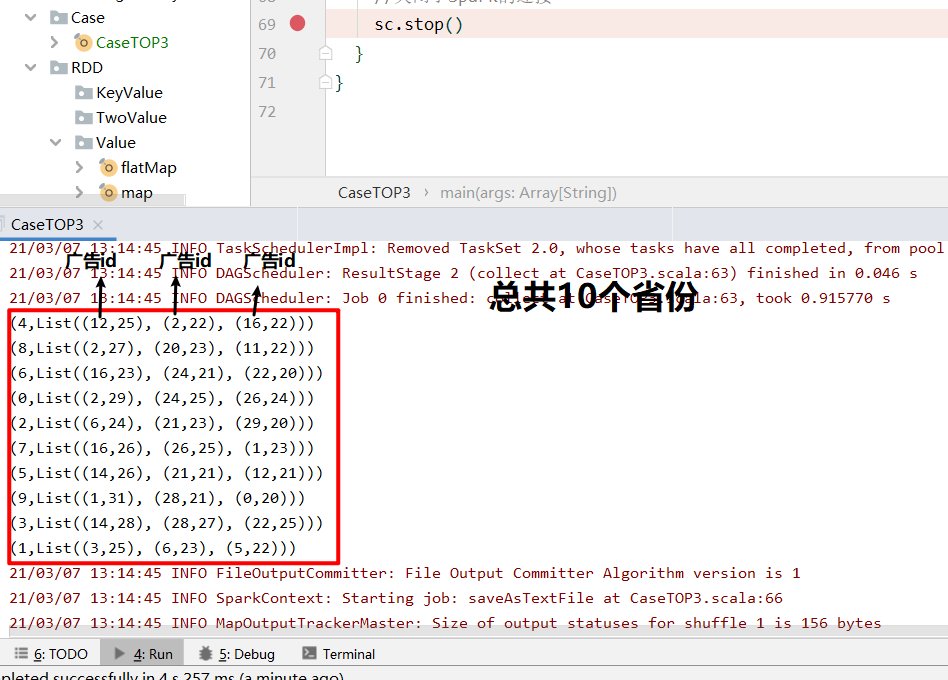 Case
CaseTOP3
RDD
KeyValue
TwoValue
Value
flatMap
map
69 sc.stop()
70 }
71 }
72
CaseTOP3 › main(args: Array[String])
CaseTOP3 ×
21/03/07 13:14:45 INFO TaskSchedulerImpl: Removed TaskSet 2.0, whose tasks have all completed, from pool
广告id 广告id 广告id
21/03/07 13:14:45 INFO DAGScheduler: ResultStage 2 (collect at CaseTOP3.scala:63) finished in 0.046 s
总共10个省份
21/03/07 13:14:45 INFO DAGScheduler: Job 0 finished: collect at CaseTOP3.scala:63, took 0.915770 s
(4,List((12,25), (2,22), (16,22)))
(8,List((2,27), (20,23), (11,22)))
(6,List((16,23), (24,21), (22,20)))
(0,List((2,29), (24,25), (26,24)))
(2,List((6,24), (21,23), (29,20)))
(7,List((16,26), (26,25), (1,23)))
(5,List((14,26), (21,21), (12,21)))
(9,List((1,31), (28,21), (0,20)))
(3,List((14,28), (28,27), (22,25)))
(1,List((3,25), (6,23), (5,22)))
21/03/07 13:14:45 INFO FileOutputCommitter: File Output Committer Algorithm version is 1
21/03/07 13:14:45 INFO SparkContext: Starting job: saveAsTextFile at CaseTOP3.scala:66
21/03/07 13:14:45 INFO MapOutputTrackerMaster: Size of output statuses for shuffle 1 is 156 bytes
6: TODO 4: Run 5: Debug Terminal
pleted successfully in 4 s 257 ms (a minute ago)